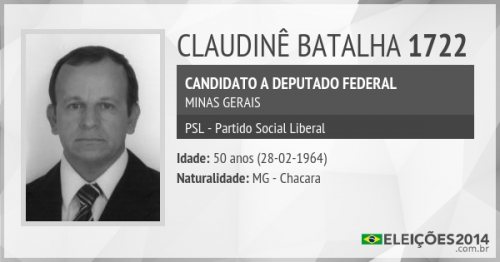 CLAUDINÊ BATALHA 1722
CANDIDATO A DEPUTADO FEDERAL
MINAS GERAIS
PSL - Partido Social Liberal
Idade: 50 anos (28-02-1964)
Naturalidade: MG - Chacara
ELEIÇÕES2014
.com.br